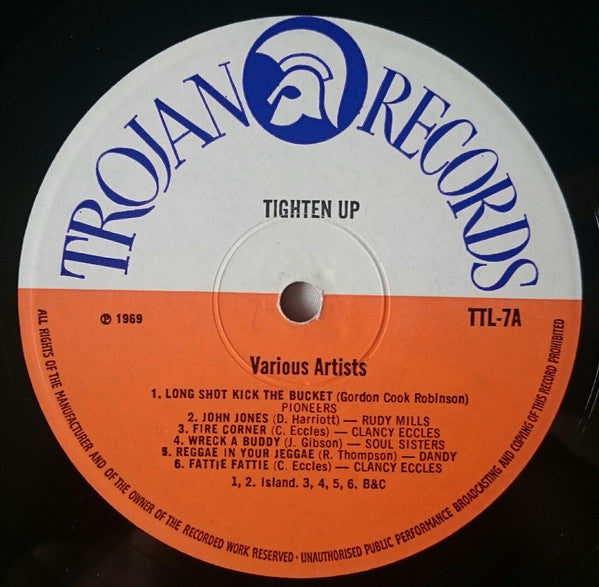 TROJAN RECORDS
TIGHTEN UP
℗ 1969
TTL-7A
Various Artists
1. LONG SHOT KICK THE BUCKET (Gordon Cook Robinson)
PIONEERS
2. JOHN JONES (D. Harriott) — RUDY MILLS
3. FIRE CORNER (C. Eccles) — CLANCY ECCLES
4. WRECK A BUDDY (J. Gibson) — SOUL SISTERS
5. REGGAE IN YOUR JEGGAE (R. Thompson) — DANDY
6. FATTIE FATTIE (C. Eccles) — CLANCY ECCLES
1, 2. Island. 3, 4, 5, 6. B&C
ALL RIGHTS OF THE MANUFACTURER AND OF THE OWNER OF THE RECORDED WORK RESERVED · UNAUTHORISED PUBLIC PERFORMANCE BROADCASTING AND COPYING OF THIS RECORD PROHIBITED